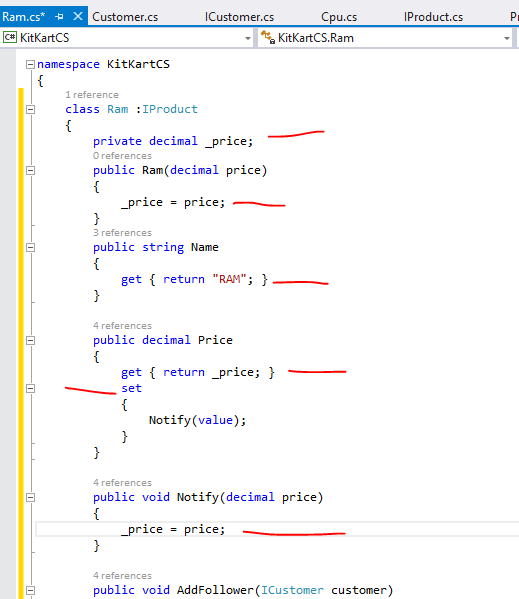 Ram.cs* Customer.cs ICustomer.cs Cpu.cs IProduct.cs
C# KitKartCS KitKartCS.Ram
namespace KitKartCS
{
1 reference
class Ram :IProduct
{
private decimal _price;
0 references
public Ram(decimal price)
{
_price = price;
}
3 references
public string Name
{
get { return "RAM"; }
}
4 references
public decimal Price
{
get { return _price; }
set
{
Notify(value);
}
}
4 references
public void Notify(decimal price)
{
_price = price;
}
4 references
public void AddFollower(ICustomer customer)